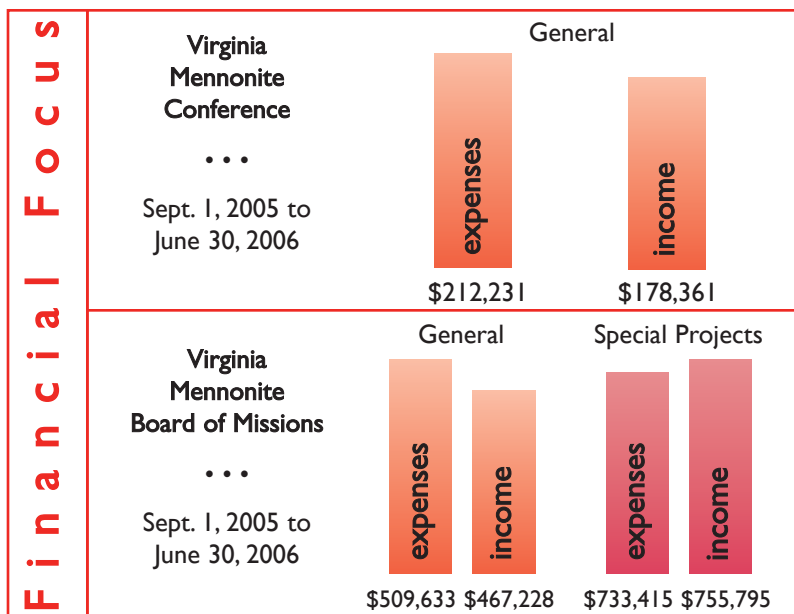 Financial Focus
Virginia
Mennonite
Conference
...
Sept. 1, 2005 to
June 30, 2006
General
expenses
income
$212,231
$178,361
Virginia
Mennonite
Board of Missions
...
Sept. 1, 2005 to
June 30, 2006
General
expenses
income
$509,633 $467,228
Special Projects
expenses
income
$733,415 $755,795